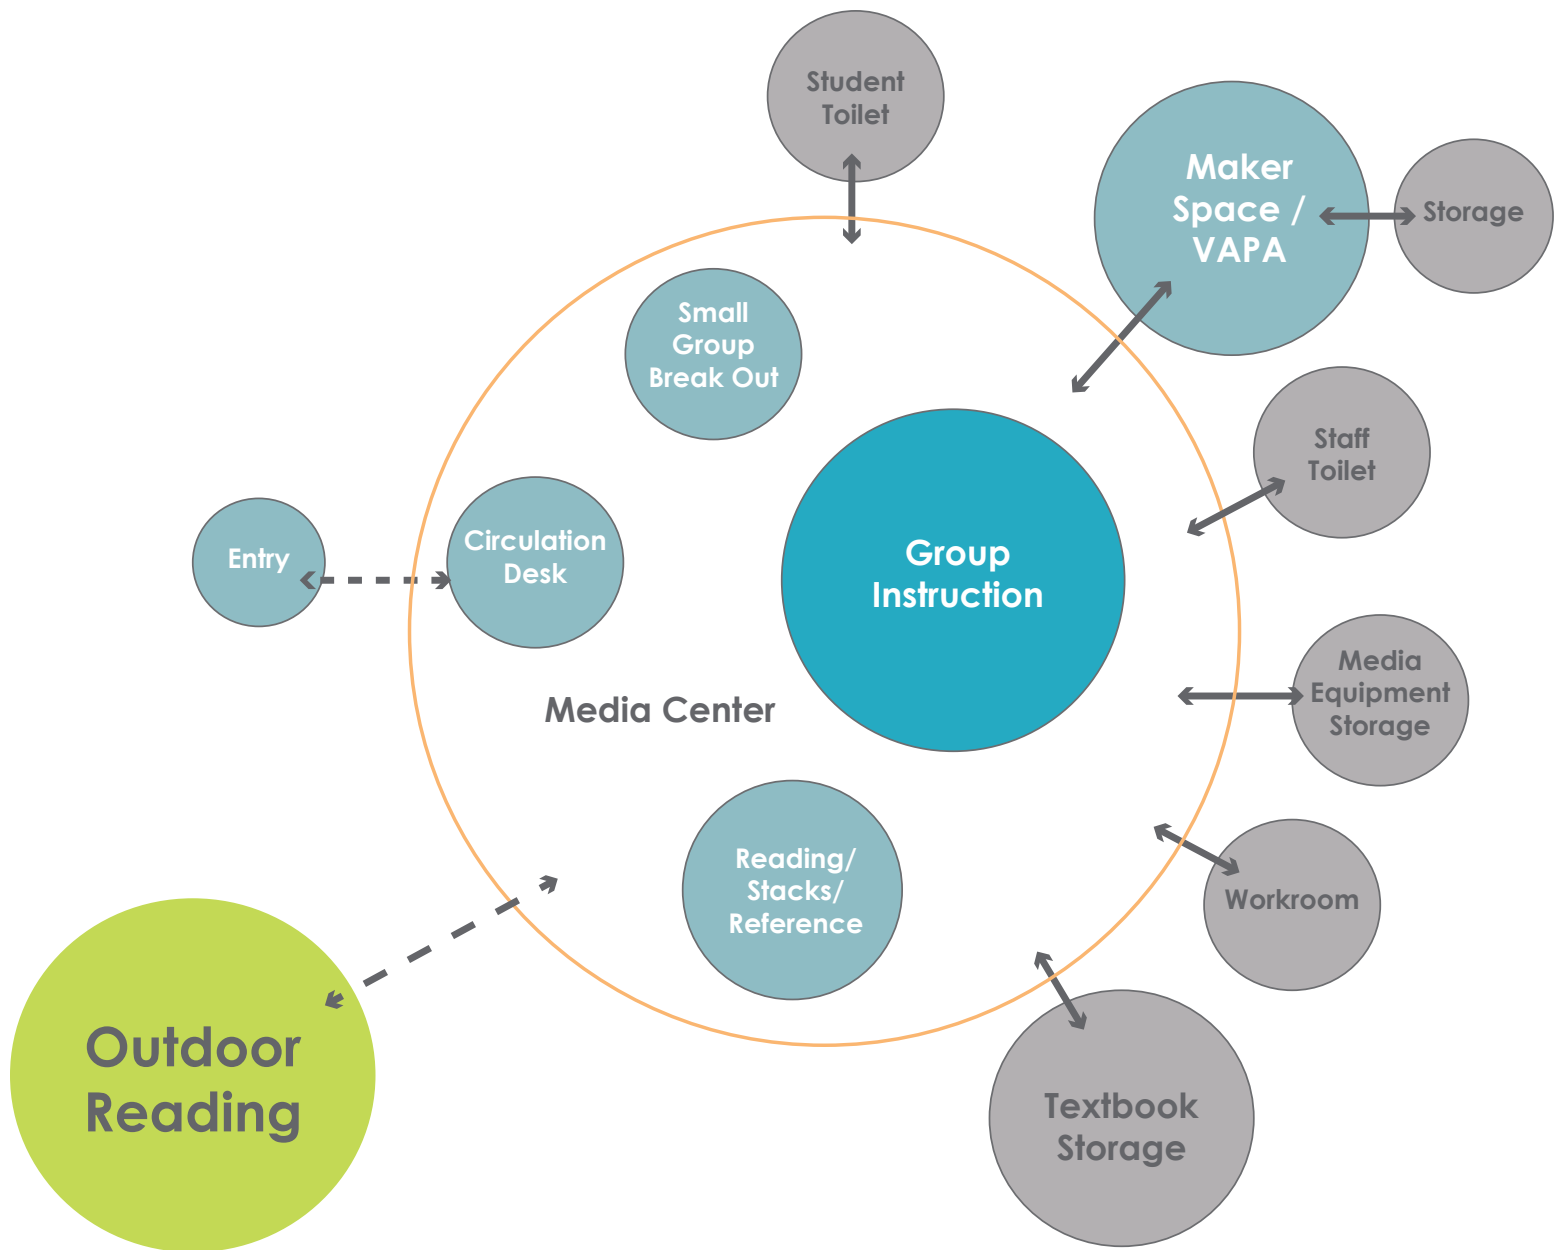 Student
Toilet
Maker
Space /
VAPA
Storage
Small
Group
Break Out
Staff
Toilet
Entry
Circulation
Desk
Group
Instruction
Media
Equipment
Storage
Media Center
Reading/
Stacks/
Reference
Workroom
Outdoor
Reading
Textbook
Storage